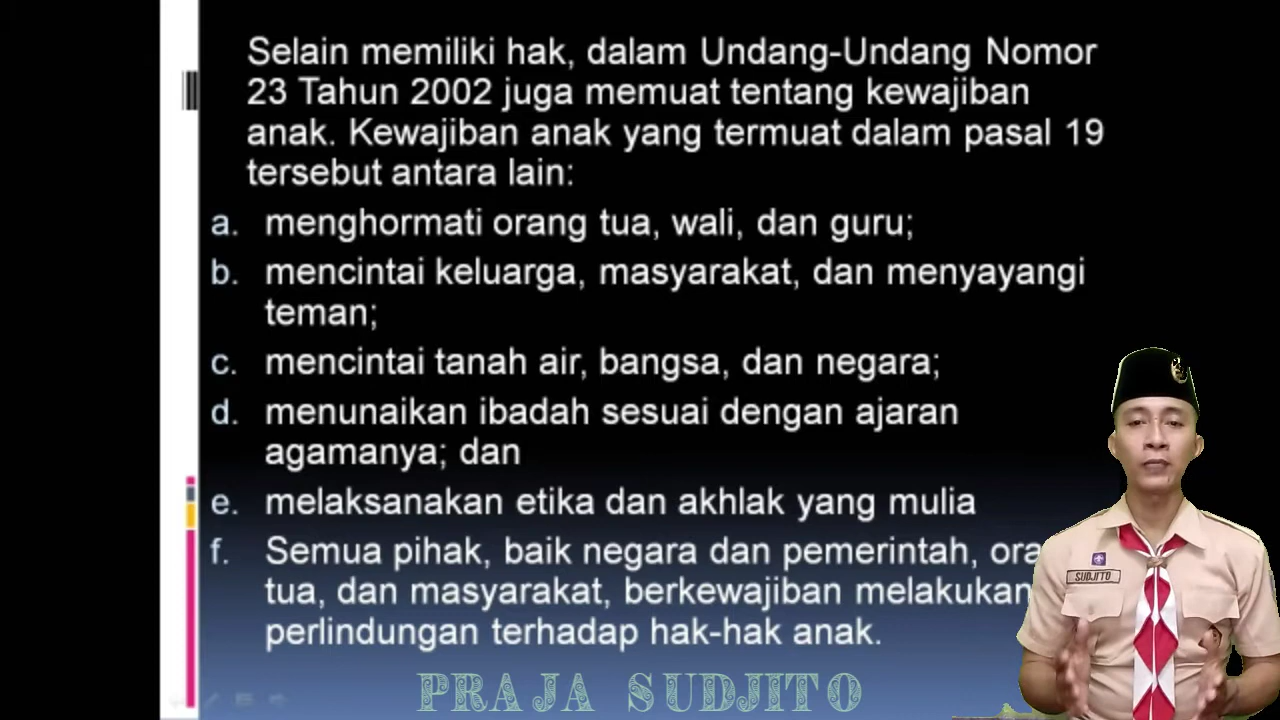 Selain memiliki hak, dalam Undang-Undang Nomor
23 Tahun 2002 juga memuat tentang kewajiban
anak. Kewajiban anak yang termuat dalam pasal 19
tersebut antara lain:
a. menghormati orang tua, wali, dan guru;
b. mencintai keluarga, masyarakat, dan menyayangi
teman;
c. mencintai tanah air, bangsa, dan negara;
d. menunaikan ibadah sesuai dengan ajaran
agamanya; dan
e. melaksanakan etika dan akhlak yang mulia
f. Semua pihak, baik negara dan pemerintah,
tua, dan masyarakat, berkewajiban melakukan
perlindungan terhadap hak-hak anak.
SUDJITO
PRAJA SUDJITO